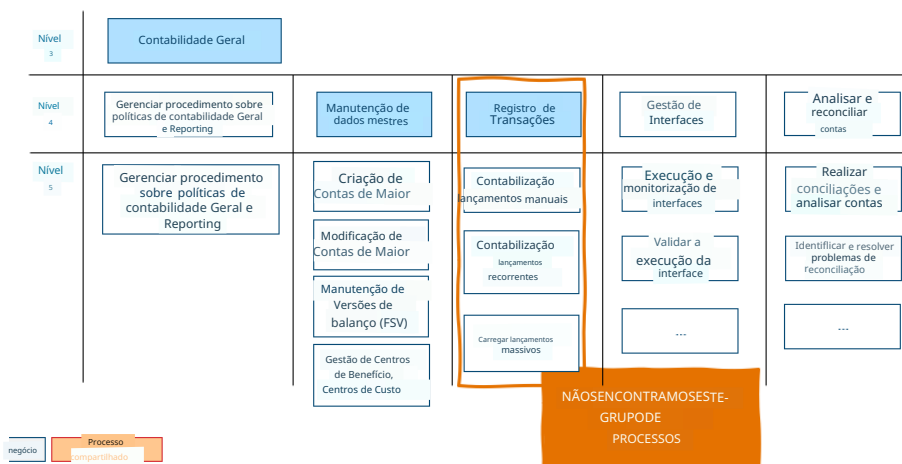 Nível
3
Contabilidade Geral
Nível
4
Gerenciar procedimento sobre
políticas de contabilidade Geral
e Reporting
Manutenção de
dados mestres
Registro de
Transações
Gestão de
Interfaces
Analisar e
reconciliar
contas
Nível
5
Gerenciar procedimento
sobre políticas de
contabilidade Geral e
Reporting
Criação de
Contas de Maior
Modificação de
Contas de Maior
Manutenção de
Versões de
balanço (FSV)
Gestão de Centros
de Benefício,
Centros de Custo
Contabilização
lançamentos manuais
Contabilização
lançamentos
recorrentes
Carregar lançamentos
massivos
Execução e
monitorização de
interfaces
Validar a
execução da
interface
...
Realizar
conciliações e
analisar contas
Identificar e resolver
problemas de
reconciliação
...
NÃOSENCONTRAMOSESTE-
GRUPODE
PROCESSOS
negócio
Processo
compartilhado